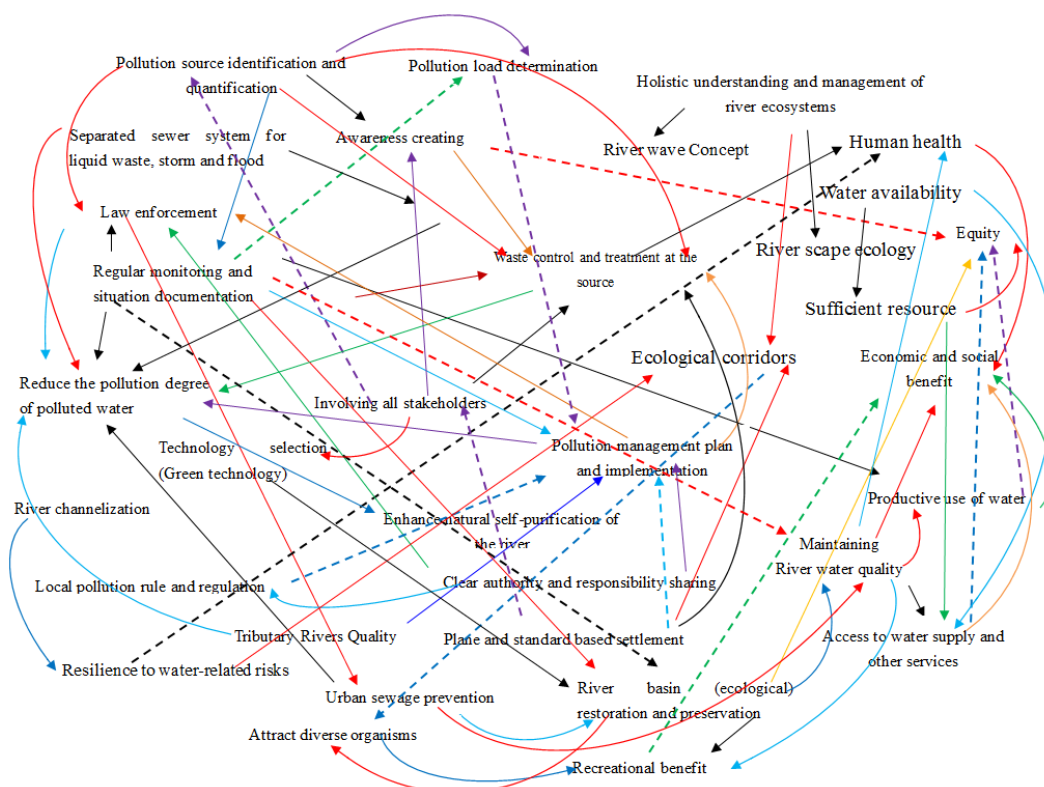 Pollution source identification and
quantification
Pollution load determination
Holistic understanding and management of
river ecosystems
Separated sewer system for
liquid waste, storm and flood
Awareness creating
River wave Concept
Human health
Water availability
Law enforcement
Equity
River scape ecology
Regular monitoring and
situation documentation
Waste control and treatment at the
source
Sufficient resource
Ecological corridors
Economic and social
benefit
Reduce the pollution degree
of polluted water
Involving all stakeholders
Technology selection
(Green technology)
Pollution management plan
and implementation
Productive use of water
River channelization
Enhance natural self-purification of
the river
Maintaining
River water quality
Local pollution rule and regulation
Clear authority and responsibility sharing
Tributary Rivers Quality
Plane and standard based settlement
Access to water supply and
other services
Resilience to water-related risks
Urban sewage prevention
River basin (ecological)
restoration and preservation
Attract diverse organisms
Recreational benefit